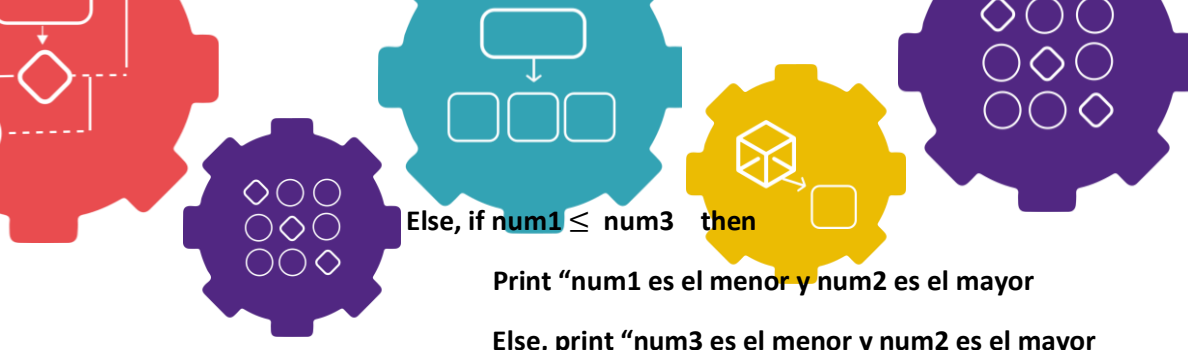 Else, if num1 ≤ num3 then
Print “num1 es el menor y num2 es el mayor
Else, print “num3 es el menor y num2 es el mayor